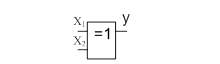 X₁ =1 y
X₂